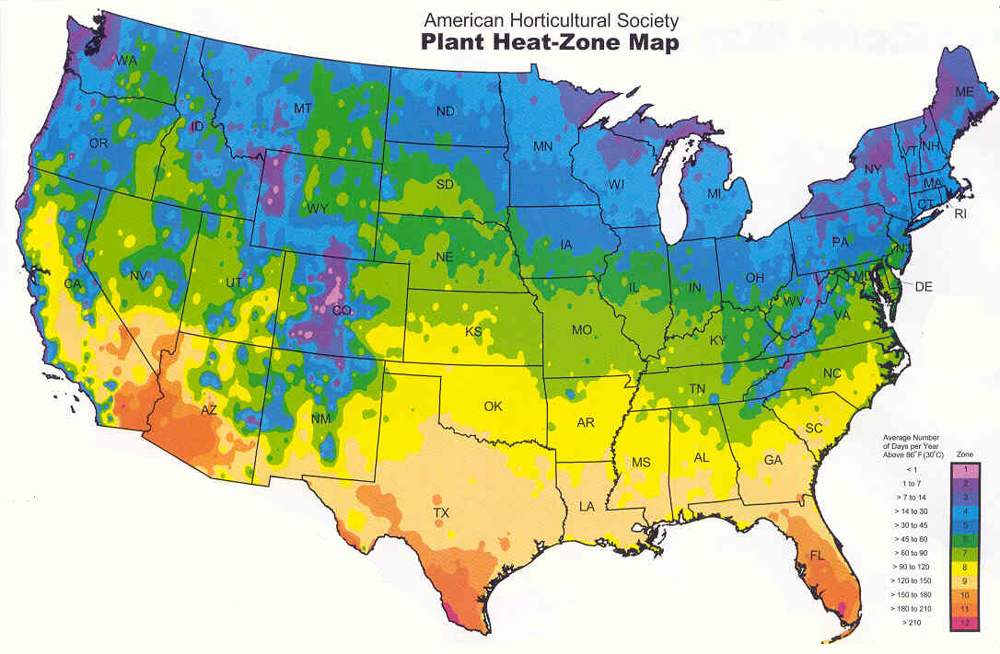 American Horticultural Society
Plant Heat-Zone Map
WA
MT
ND
ME
OR
ID
MN
VT
NH
SD
WI
MI
NY
MA
CT
RI
WY
IA
PA
NJ
NE
NV
UT
CA
CO
IL
IN
OH
WV
MD
DE
VA
KS
MO
KY
AZ
NM
OK
AR
TN
NC
SC
MS
AL
GA
TX
LA
FL
Average Number
of Days per Year
Above 86°F(30°C) Zone
< 1 1
1 to 7 2
> 7 to 14 3
> 14 to 30 4
> 30 to 45 5
> 45 to 60 6
> 60 to 90 7
> 90 to 120 8
> 120 to 150 9
> 150 to 180 10
> 180 to 210 11
> 210 12